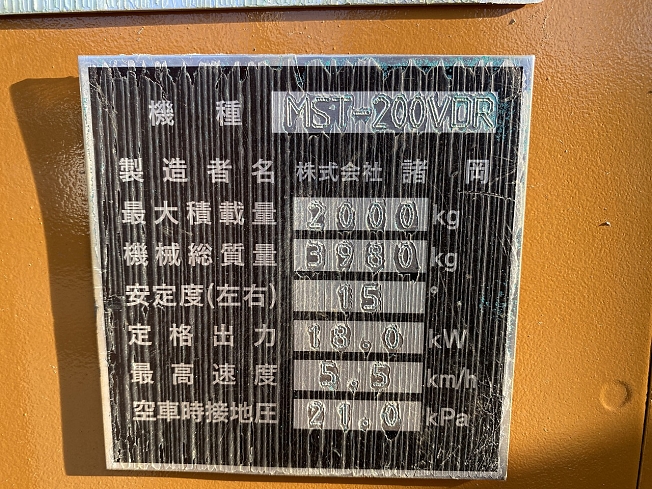 機種 MST-200VDR
製造者名 株式会社 諸岡
最大積載量 2000 kg
機械総質量 3980 kg
安定度(左右) 15 °
定格出力 18.0 kW
最高速度 5.5 km/h
空車時接地圧 21.0 kPa